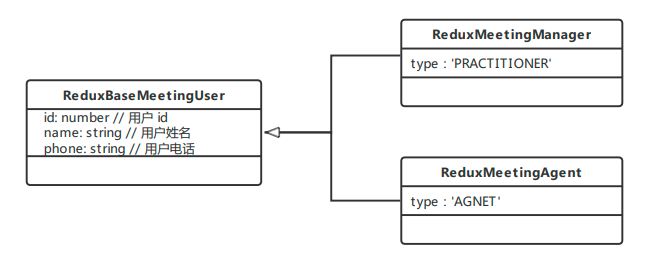 ReduxBaseMeetingUser
id: number // 用户 id
name: string // 用户姓名
phone: string // 用户电话
ReduxMeetingManager
type : 'PRACTITIONER'
ReduxMeetingAgent
type : 'AGNET'